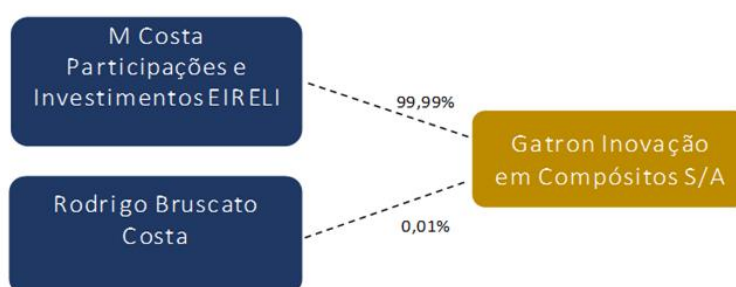 M Costa
Participações e
Investimentos EIRELI
99,99%
Gatron Inovação
em Compósitos S/A
Rodrigo Bruscato
Costa
0,01%